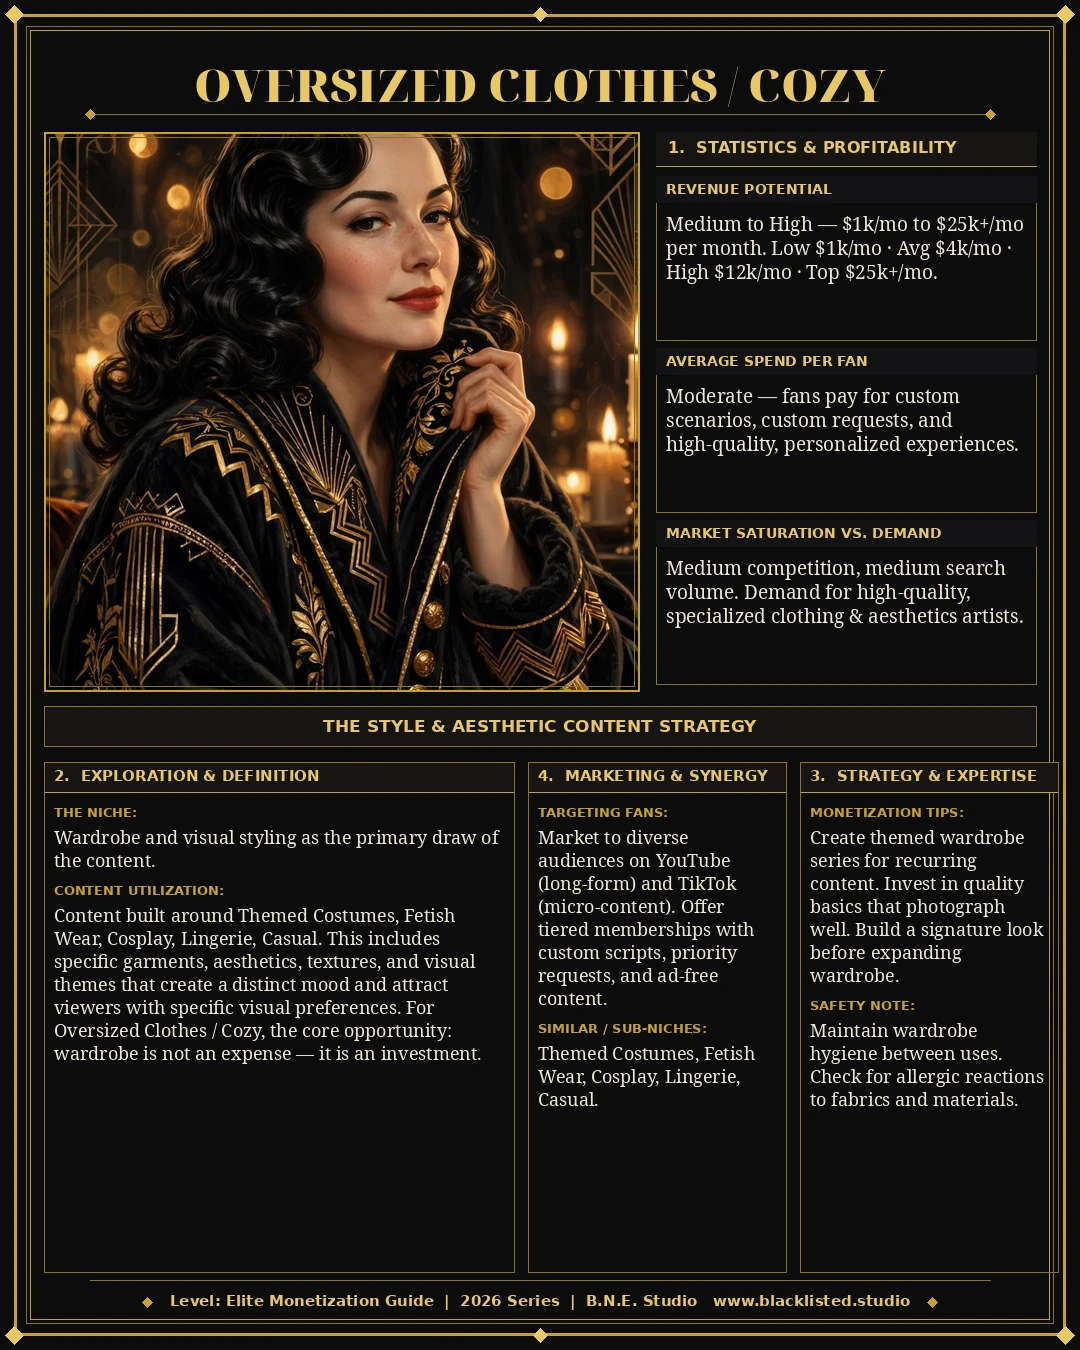 OVERSIZED CLOTHES / COZY
1. STATISTICS & PROFITABILITY
REVENUE POTENTIAL
Medium to High — $1k/mo to $25k+/mo
per month. Low $1k/mo · Avg $4k/mo ·
High $12k/mo · Top $25k+/mo.
AVERAGE SPEND PER FAN
Moderate — fans pay for custom
scenarios, custom requests, and
high-quality, personalized experiences.
MARKET SATURATION VS. DEMAND
Medium competition, medium search
volume. Demand for high-quality,
specialized clothing & aesthetics artists.
THE STYLE & AESTHETIC CONTENT STRATEGY
2. EXPLORATION & DEFINITION
THE NICHE:
Wardrobe and visual styling as the primary draw of
the content.
CONTENT UTILIZATION:
Content built around Themed Costumes, Fetish
Wear, Cosplay, Lingerie, Casual. This includes
specific garments, aesthetics, textures, and visual
themes that create a distinct mood and attract
viewers with specific visual preferences. For
Oversized Clothes / Cozy, the core opportunity:
wardrobe is not an expense — it is an investment.
4. MARKETING & SYNERGY
TARGETING FANS:
Market to diverse
audiences on YouTube
(long-form) and TikTok
(micro-content). Offer
tiered memberships with
custom scripts, priority
requests, and ad-free
content.
SIMILAR / SUB-NICHES:
Themed Costumes, Fetish
Wear, Cosplay, Lingerie,
Casual.
3. STRATEGY & EXPERTISE
MONETIZATION TIPS:
Create themed wardrobe
series for recurring
content. Invest in quality
basics that photograph
well. Build a signature look
before expanding
wardrobe.
SAFETY NOTE:
Maintain wardrobe
hygiene between uses.
Check for allergic reactions
to fabrics and materials.
Level: Elite Monetization Guide | 2026 Series | B.N.E. Studio www.blacklisted.studio